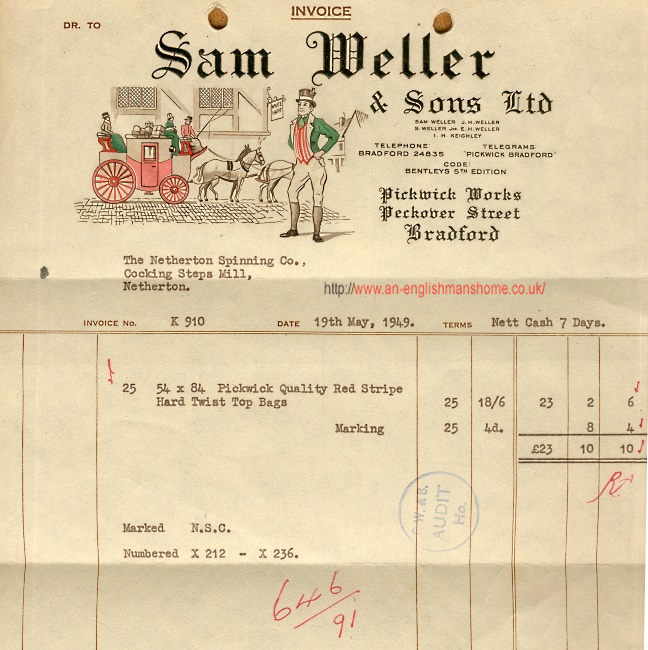 INVOICE
DR. TO
Sam Weller
& Sons Ltd
SAM WELLER J. H. WELLER
S. WELLER JR. E. H. WELLER
I. H. KEIGHLEY
TELEPHONE: TELEGRAMS:
BRADFORD 24835 "PICKWICK BRADFORD"
CODE:
BENTLEYS 5TH EDITION
Pickwick Works
Peckover Street
Bradford
The Netherton Spinning Co.,
Cocking Steps Mill,
Netherton.
http://www.an-englishmanshome.co.uk/
INVOICE No. K 910 DATE 19th May, 1949. TERMS Nett Cash 7 Days.
25 54 x 84 Pickwick Quality Red Stripe
Hard Twist Top Bags 25 18/6 23 2 6
Marking 25 4d. 8 4
£23 10 10
W. & S.
AUDIT
Ho.
Marked N.S.C.
Numbered X 212 - X 236.
646/91